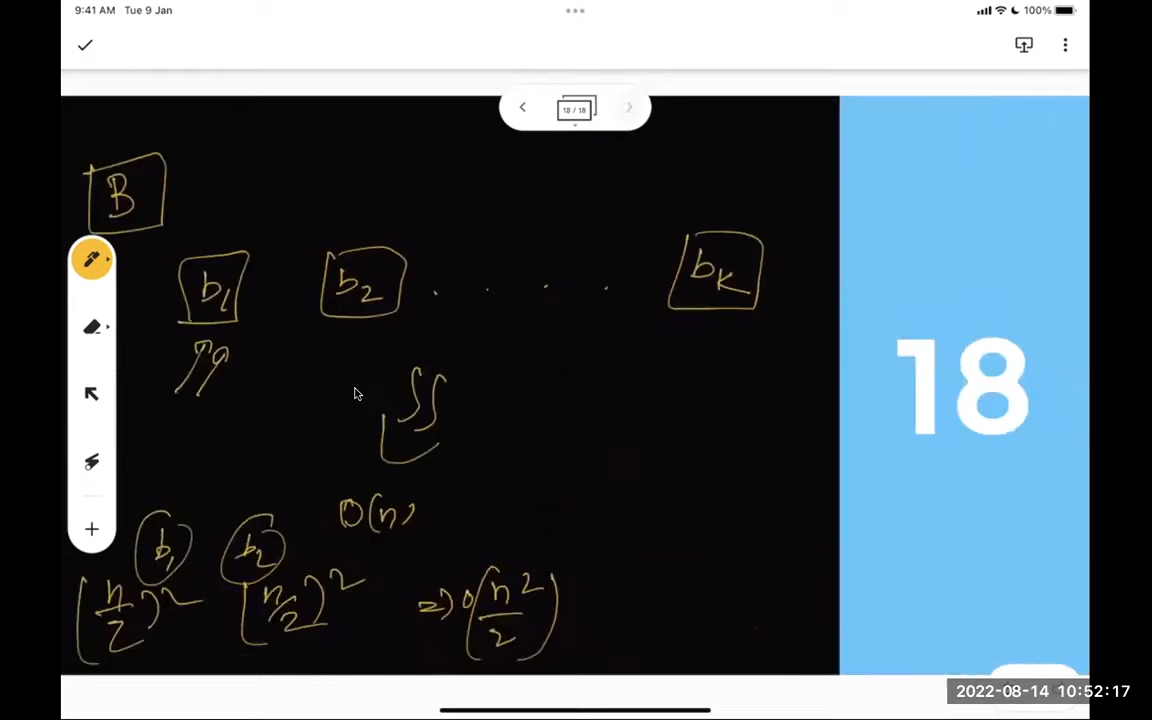 9:41 AM Tue 9 Jan
100%
18 / 18
B
b1 b2 . . . . bK
18
O(n)
b1 b2
(n/2)^2 (n/2)^2 => O(n^2/2)
2022-08-14 10:52:17